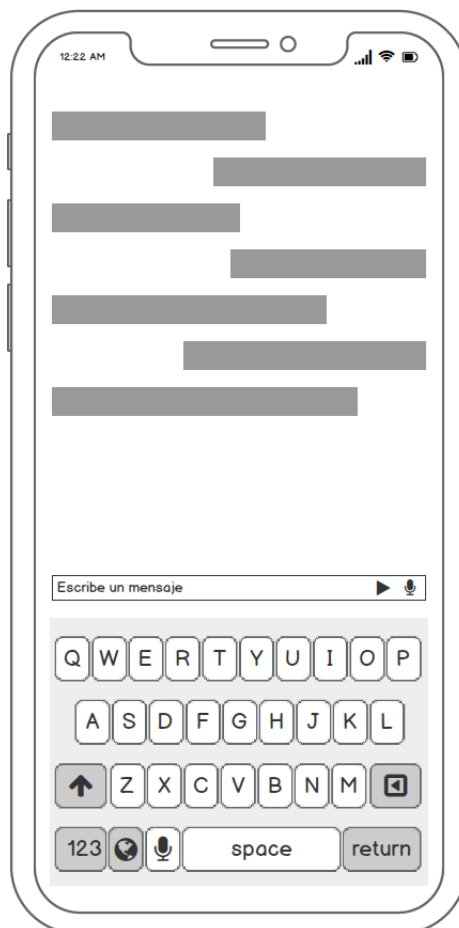 12:22 AM
Escribe un mensaje
Q W E R T Y U I O P
A S D F G H J K L
Z X C V B N M
123 space return